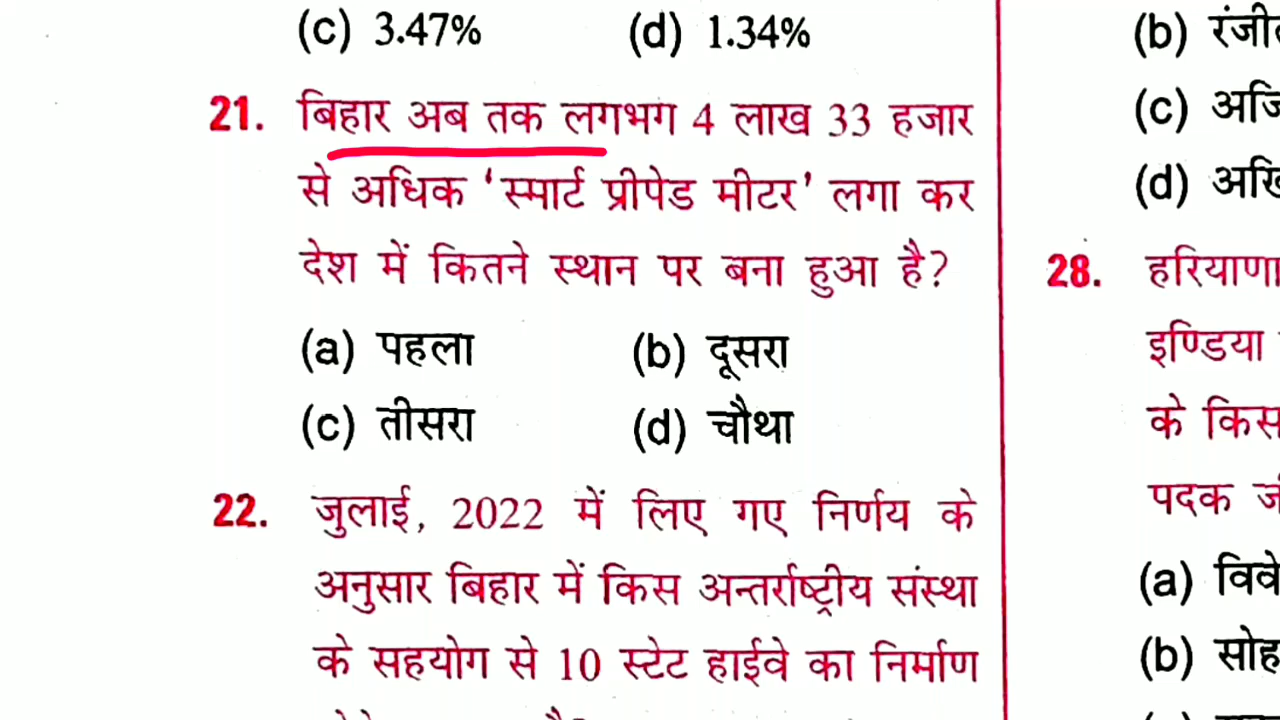 (c) 3.47% (d) 1.34%
21. बिहार अब तक लगभग 4 लाख 33 हजार
से अधिक ‘स्मार्ट प्रीपेड मीटर’ लगा कर
देश में कितने स्थान पर बना हुआ है?
(a) पहला (b) दूसरा
(c) तीसरा (d) चौथा
22. जुलाई, 2022 में लिए गए निर्णय के
अनुसार बिहार में किस अन्तर्राष्ट्रीय संस्था
के सहयोग से 10 स्टेट हाईवे का निर्माण
(b)
(c)
(d)
28. हरियाणा
इण्डिया
के किस
पदक
(a)
(b)